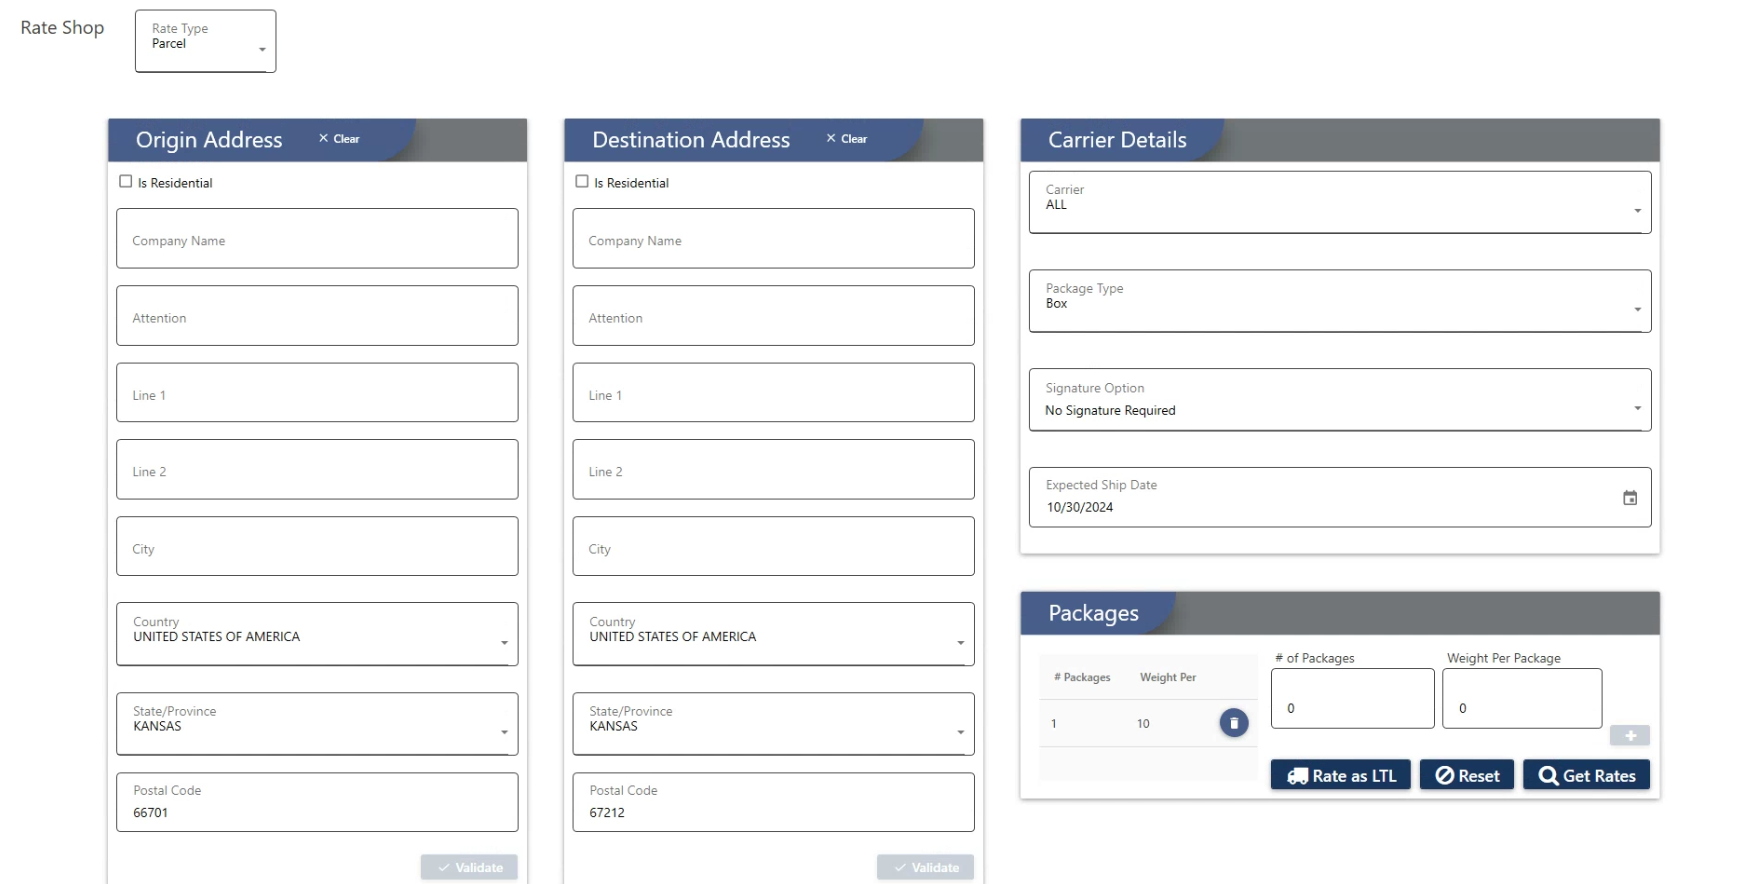 Rate Shop
Rate Type
Parcel
Origin Address
Clear
Is Residential
Company Name
Attention
Line 1
Line 2
City
Country
UNITED STATES OF AMERICA
State/Province
KANSAS
Postal Code
66701
Validate
Destination Address
Clear
Is Residential
Company Name
Attention
Line 1
Line 2
City
Country
UNITED STATES OF AMERICA
State/Province
KANSAS
Postal Code
67212
Validate
Carrier Details
Carrier
ALL
Package Type
Box
Signature Option
No Signature Required
Expected Ship Date
10/30/2024
Packages
# Packages Weight Per
1 10
# of Packages
0
Weight Per Package
0
Rate as LTL
Reset
Get Rates